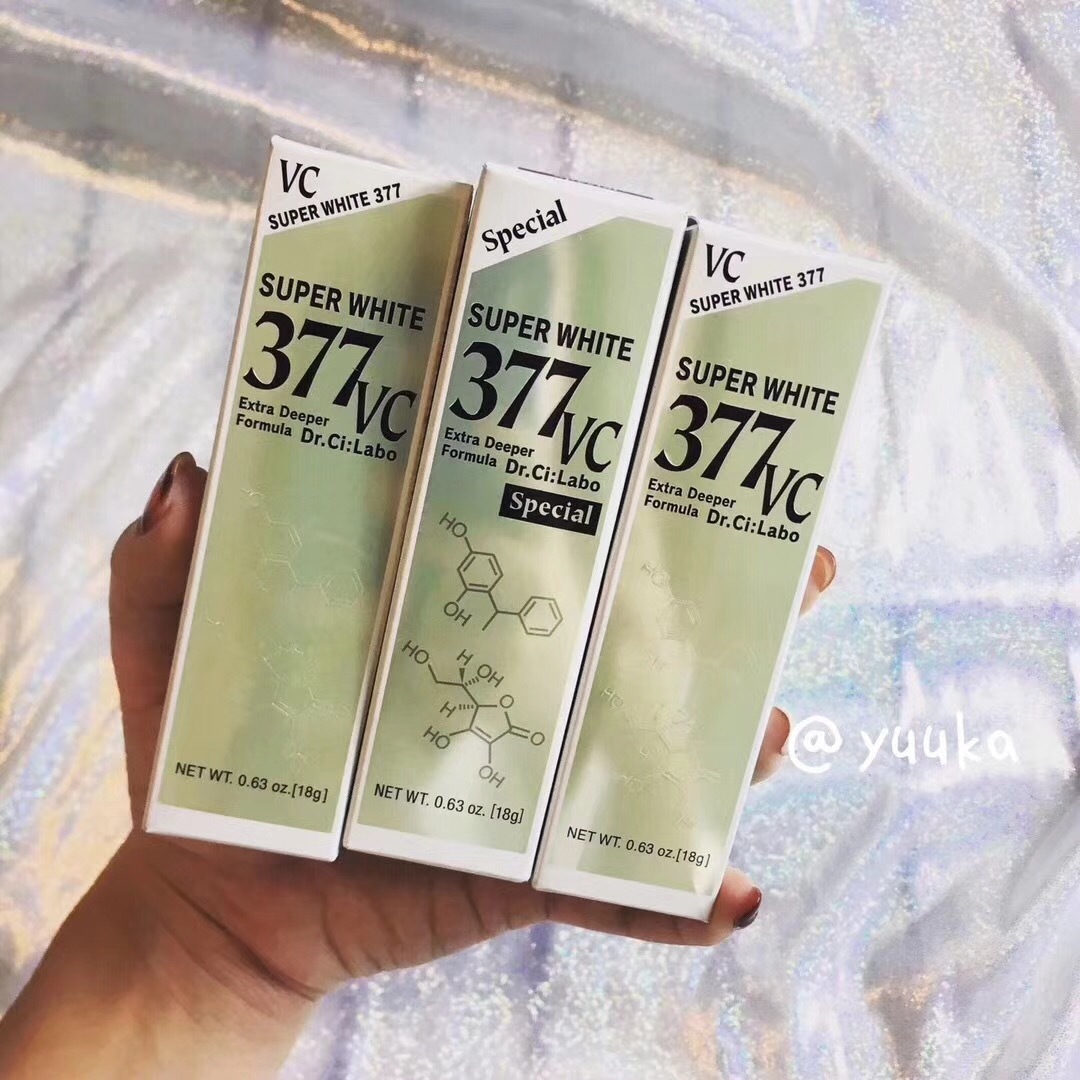 VC
SUPER WHITE 377
SUPER WHITE
377VC
Extra Deeper
Formula Dr.Ci:Labo
NET WT. 0.63 oz.[18g]
Special
SUPER WHITE
377VC
Extra Deeper
Formula Dr.Ci:Labo
Special
HO
OH
HO
H
OH
H
O
O
HO
OH
NET WT. 0.63 oz. [18g]
VC
SUPER WHITE 377
SUPER WHITE
377VC
Extra Deeper
Formula Dr.Ci:Labo
HO
NET WT. 0.63 oz.[18g]
@yuuka